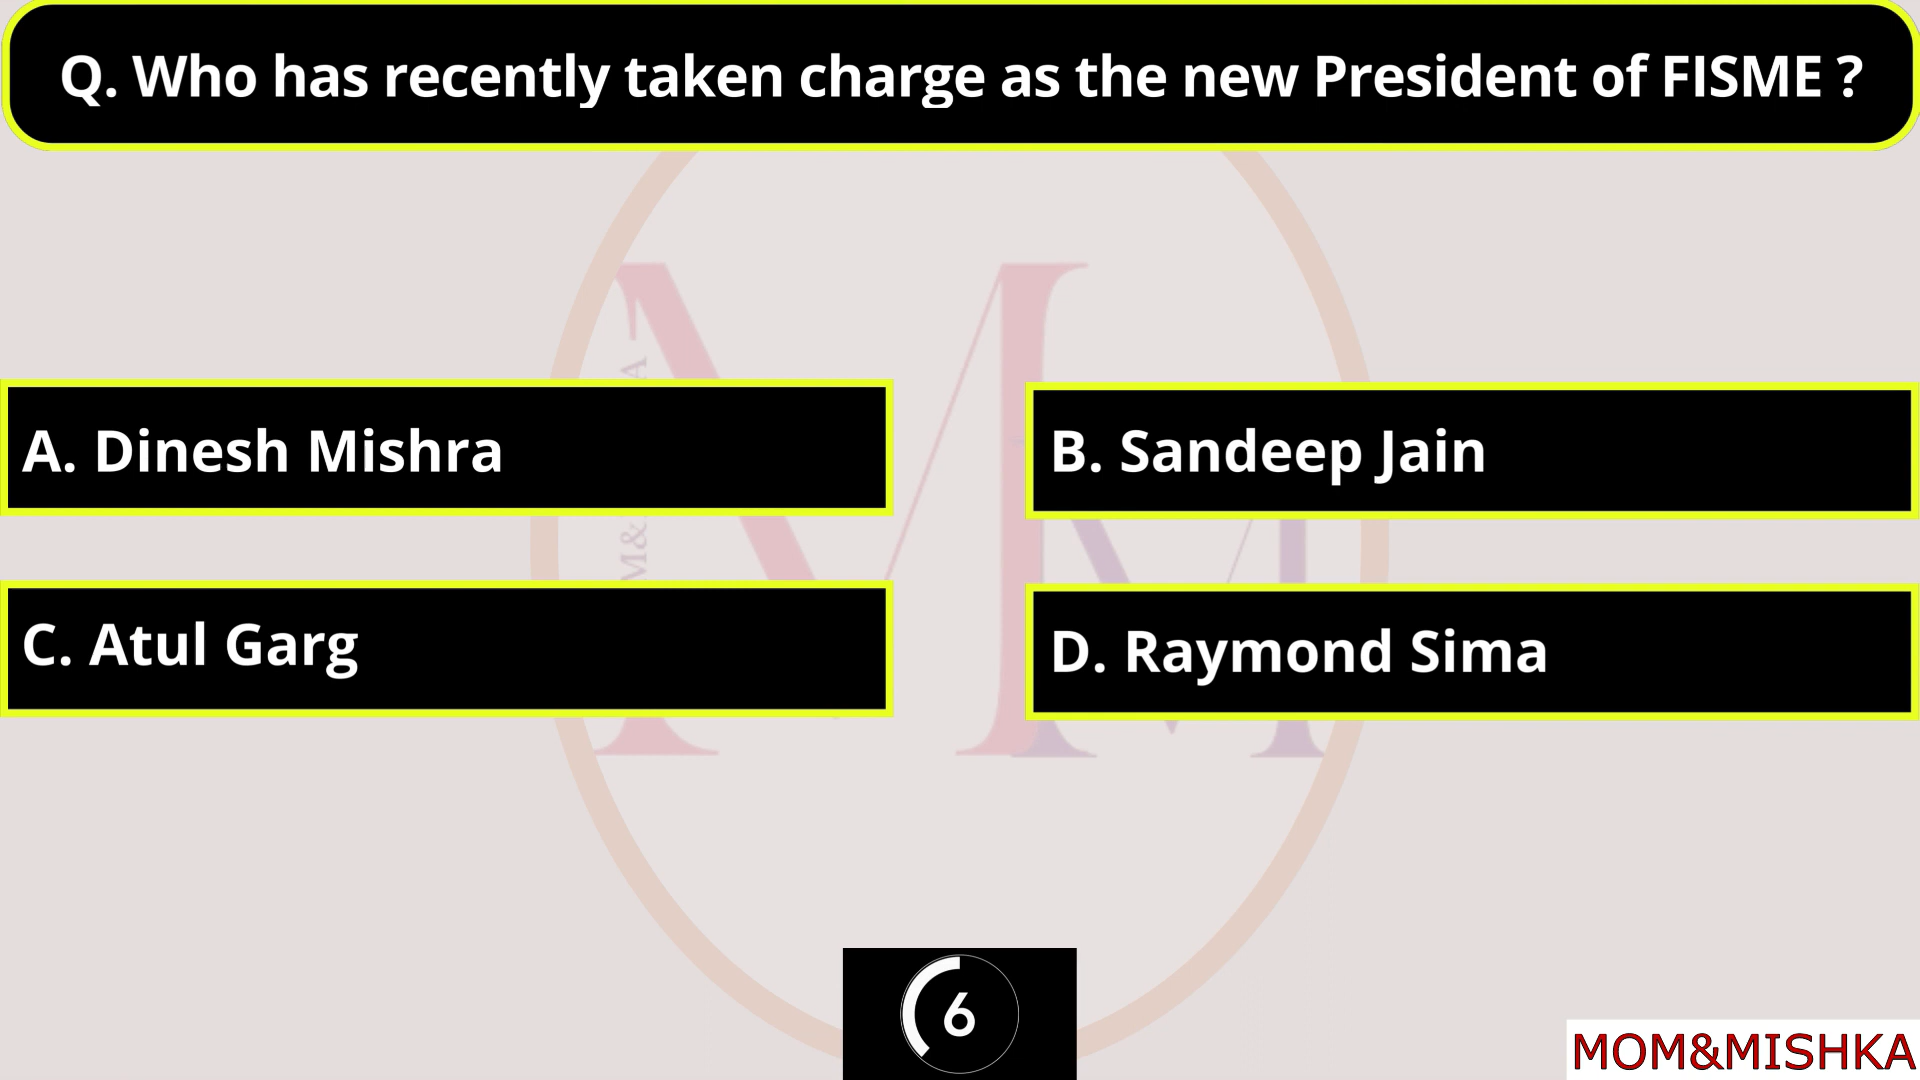 Q. Who has recently taken charge as the new President of FISME ?
A. Dinesh Mishra
B. Sandeep Jain
C. Atul Garg
D. Raymond Sima
6
MOM&MISHKA